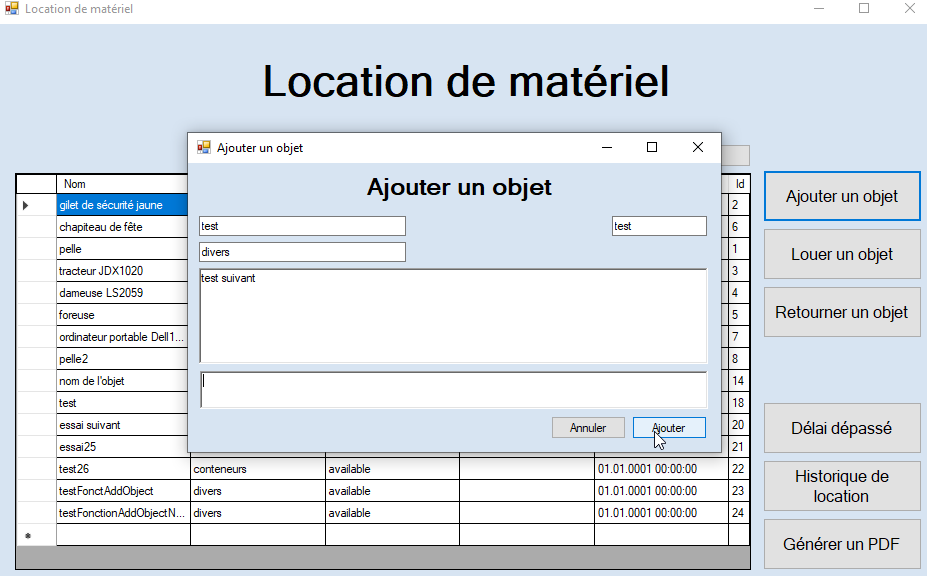 Location de matériel
Location de matériel
Ajouter un objet
Ajouter un objet
test
test
divers
test suivant
Annuler
Ajouter
Nom
Id
gilet de sécurité jaune
2
chapiteau de fête
6
pelle
1
tracteur JDX1020
3
dameuse LS2059
4
foreuse
5
ordinateur portable Dell1...
7
pelle2
8
nom de l'objet
14
test
18
essai suivant
20
essai25
21
test26 conteneurs available 01.01.0001 00:00:00 22
testFonctAddObject divers available 01.01.0001 00:00:00 23
testFonctionAddObjectN... divers available 01.01.0001 00:00:00 24
Ajouter un objet
Louer un objet
Retourner un objet
Délai dépassé
Historique de
location
Générer un PDF